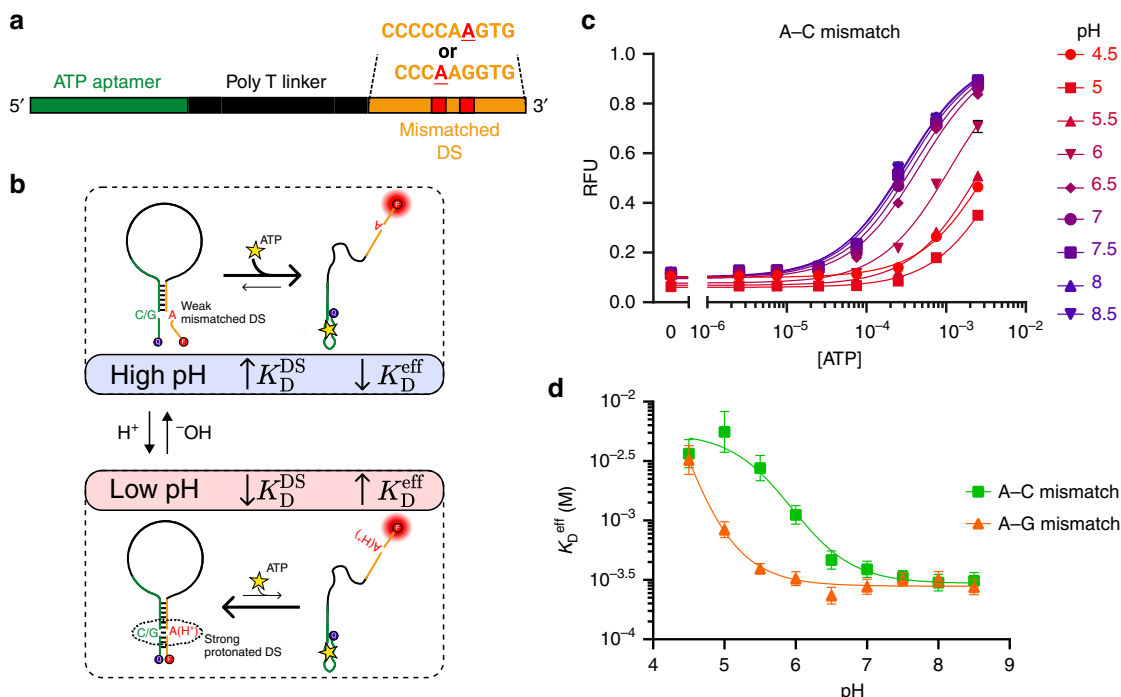 a
CCCCCAAGTG
or
CCCAAGGTG
ATP aptamer
Poly T linker
5′
3′
Mismatched
DS
b
F
A
ATP
C/G
A
Weak
mismatched DS
Q
F
Q
High pH ↑ K_D^DS ↓ K_D^eff
H⁺
⁻OH
Low pH ↓ K_D^DS ↑ K_D^eff
F
A(H⁺)
ATP
C/G
A(H⁺)
Strong
protonated DS
Q
F
Q
c
A–C mismatch
pH
1.0
0.8
0.6
0.4
0.2
0.0
RFU
0
10⁻⁶
10⁻⁵
10⁻⁴
10⁻³
10⁻²
[ATP]
4.5
5
5.5
6
6.5
7
7.5
8
8.5
d
10⁻²
10⁻²·⁵
10⁻³
10⁻³·⁵
10⁻⁴
K_D^eff (M)
4
5
6
7
8
9
pH
A–C mismatch
A–G mismatch